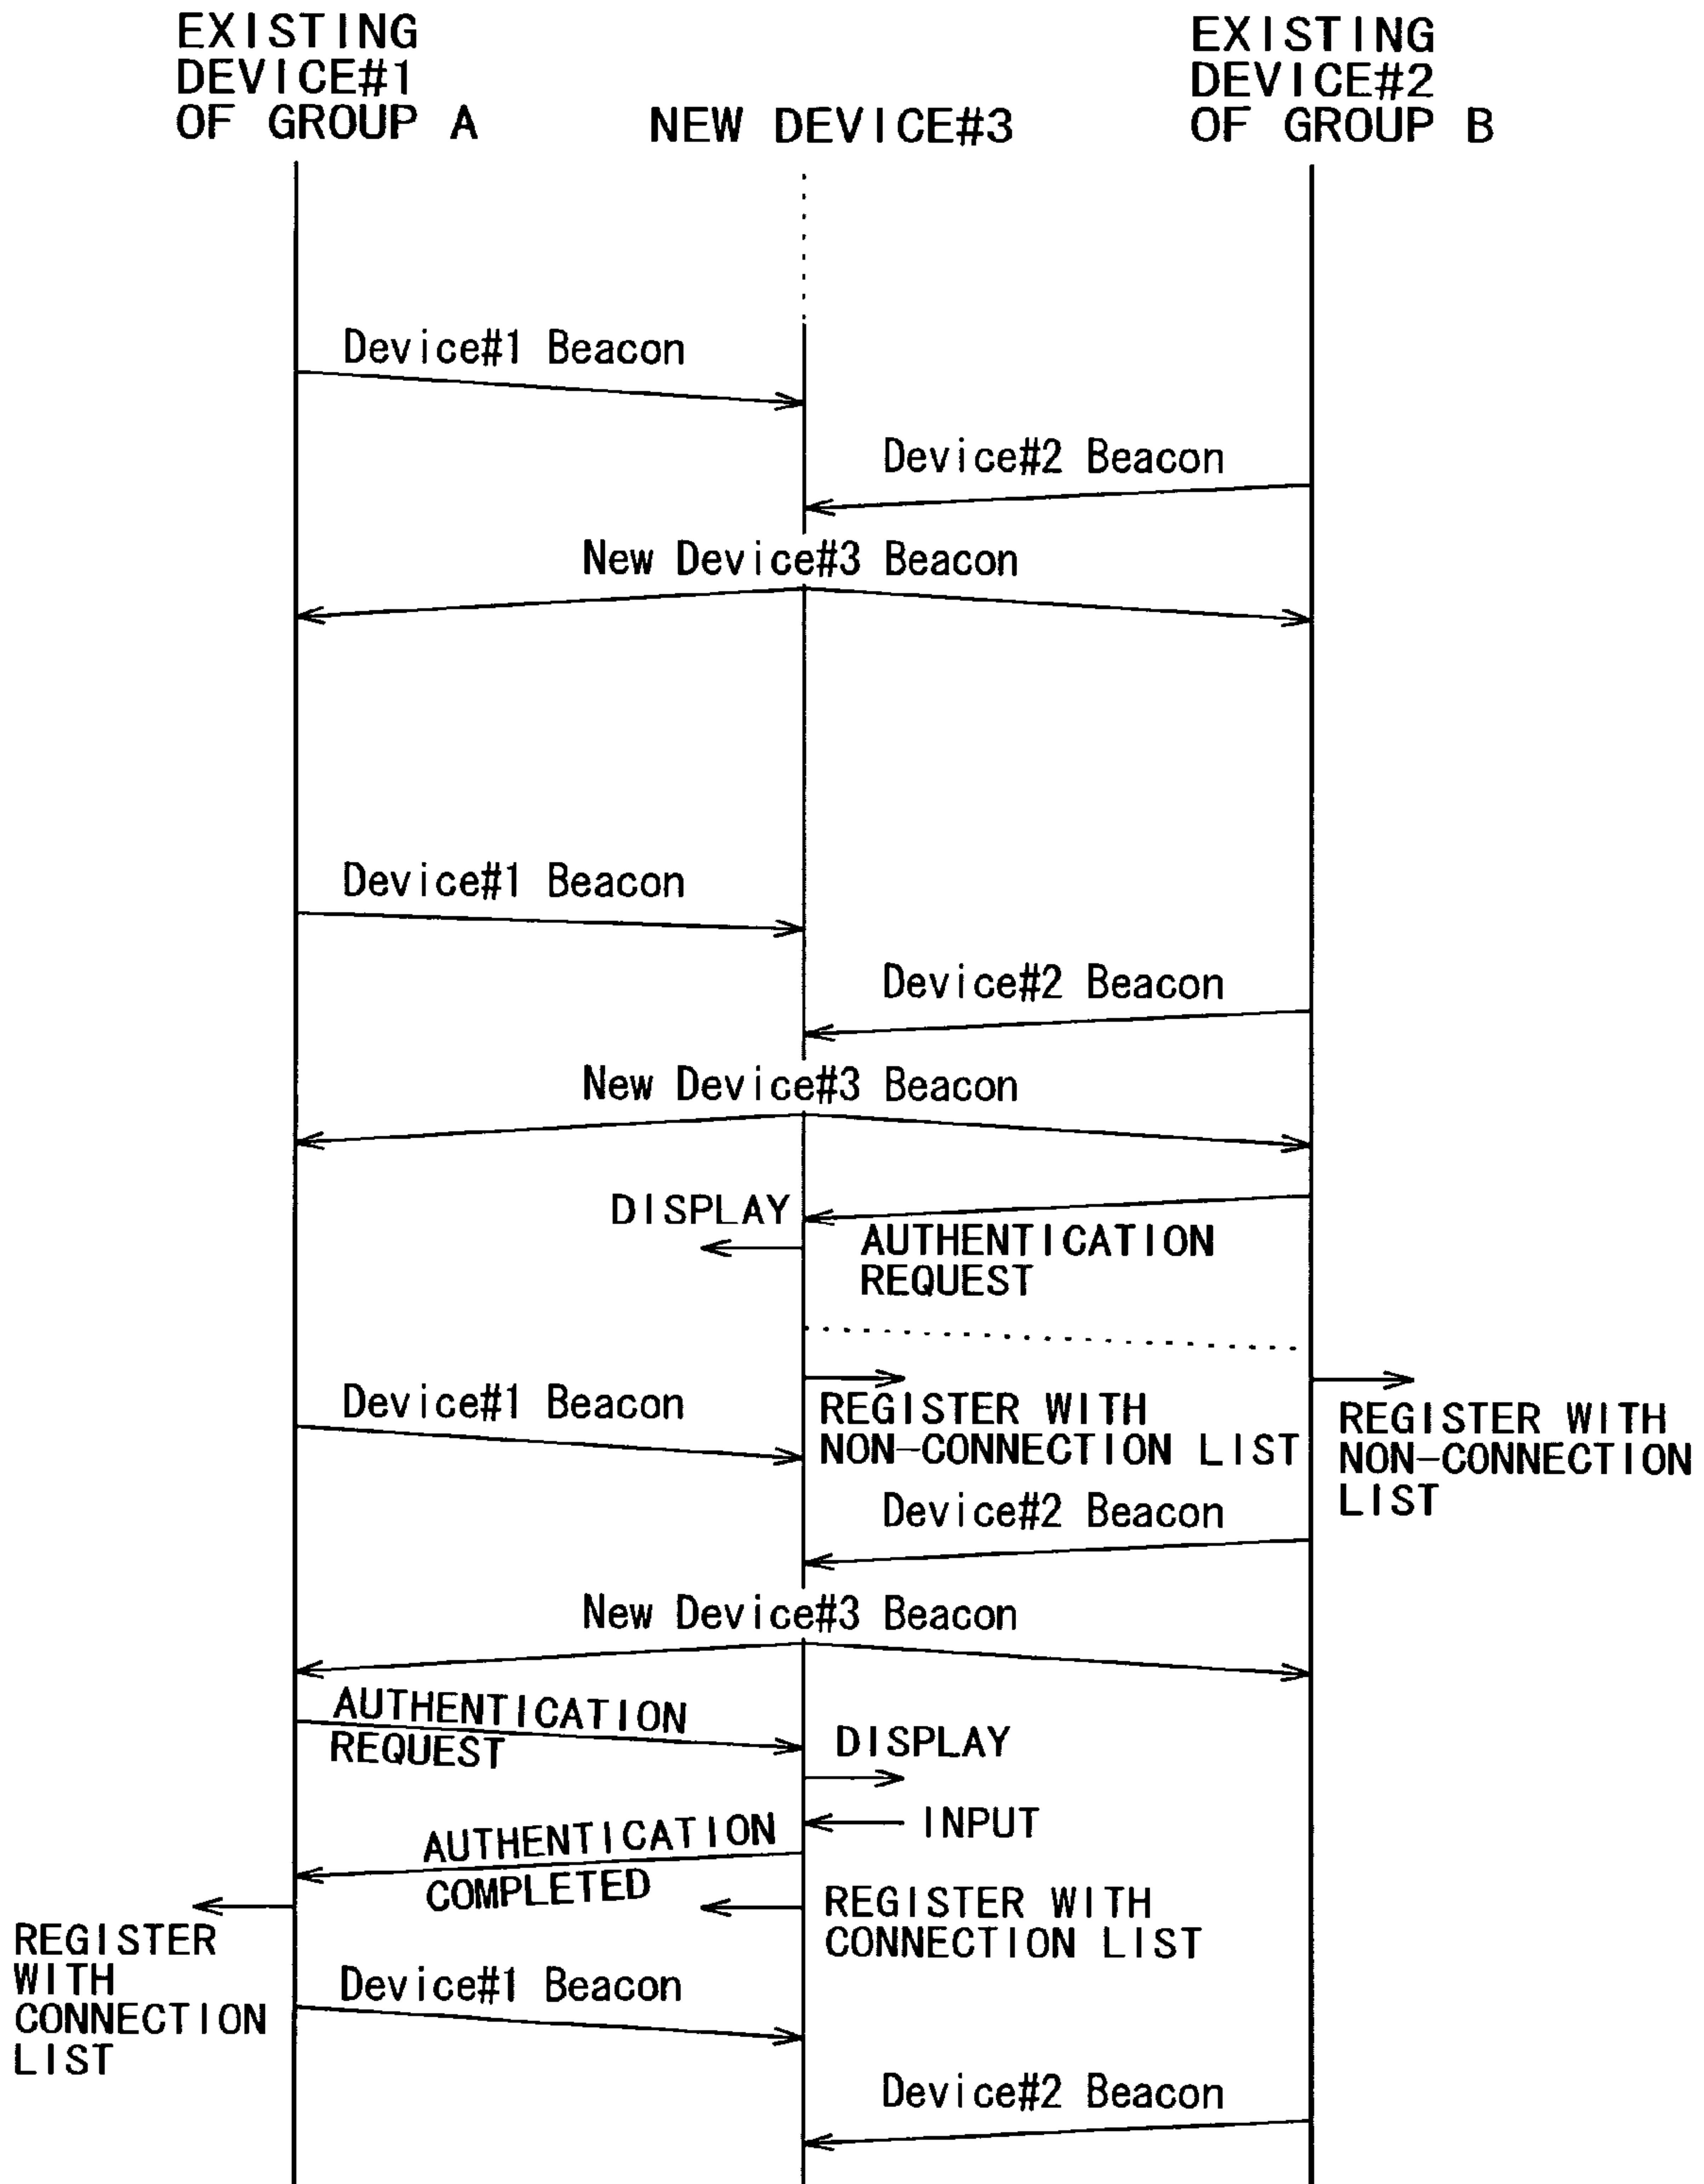 EXISTING
DEVICE#1
OF GROUP A
NEW DEVICE#3
EXISTING
DEVICE#2
OF GROUP B
Device#1 Beacon
Device#2 Beacon
New Device#3 Beacon
Device#1 Beacon
Device#2 Beacon
New Device#3 Beacon
DISPLAY
AUTHENTICATION
REQUEST
Device#1 Beacon
REGISTER WITH
NON-CONNECTION LIST
REGISTER WITH
NON-CONNECTION
LIST
Device#2 Beacon
New Device#3 Beacon
AUTHENTICATION
REQUEST
DISPLAY
INPUT
AUTHENTICATION
COMPLETED
REGISTER WITH
CONNECTION LIST
REGISTER
WITH
CONNECTION
LIST
Device#1 Beacon
Device#2 Beacon